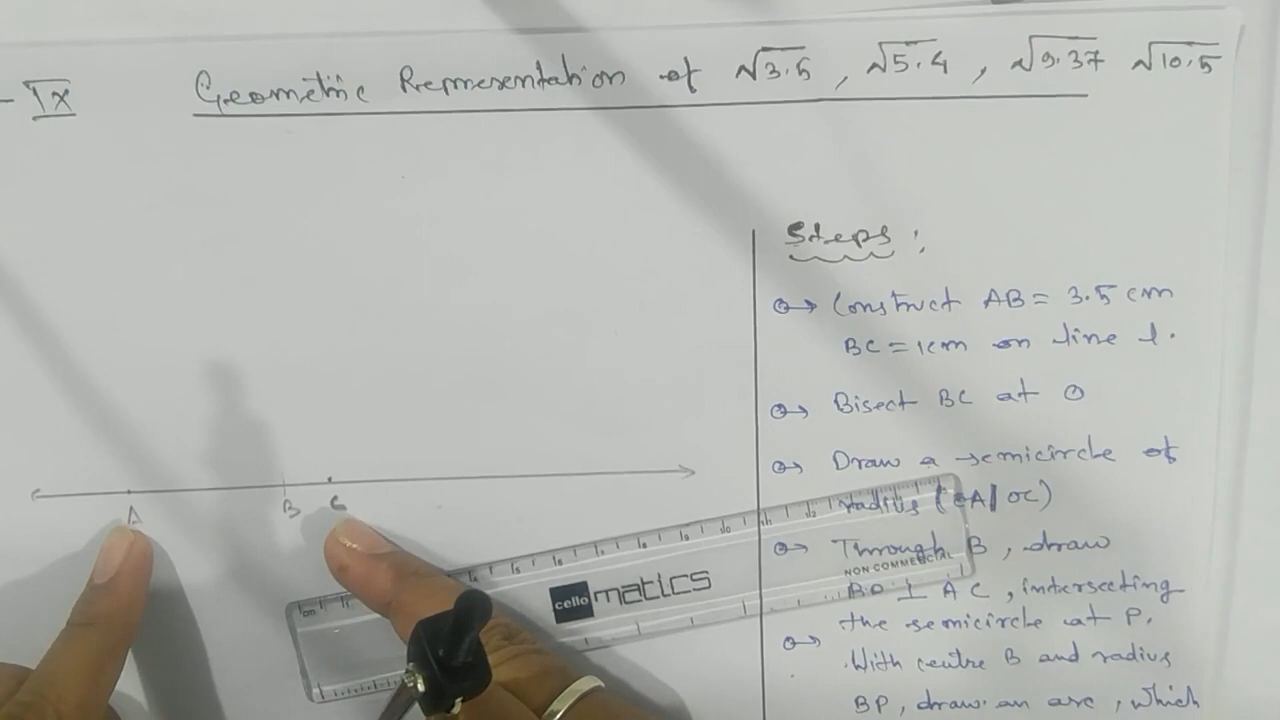 - IX Geometric Representation of √3.5, √5.4, √9.37 √10.5
Steps:
Construct AB = 3.5 cm
BC = 1cm on line l.
Bisect BC at O
Draw a semicircle of
radius (OA/OC)
Through B, draw
BD ⊥ AC, intersecting
the semicircle at P.
With centre B and radius
BP, draw an arc, which
A B C
cello matics
NON COMMERCIAL
cm